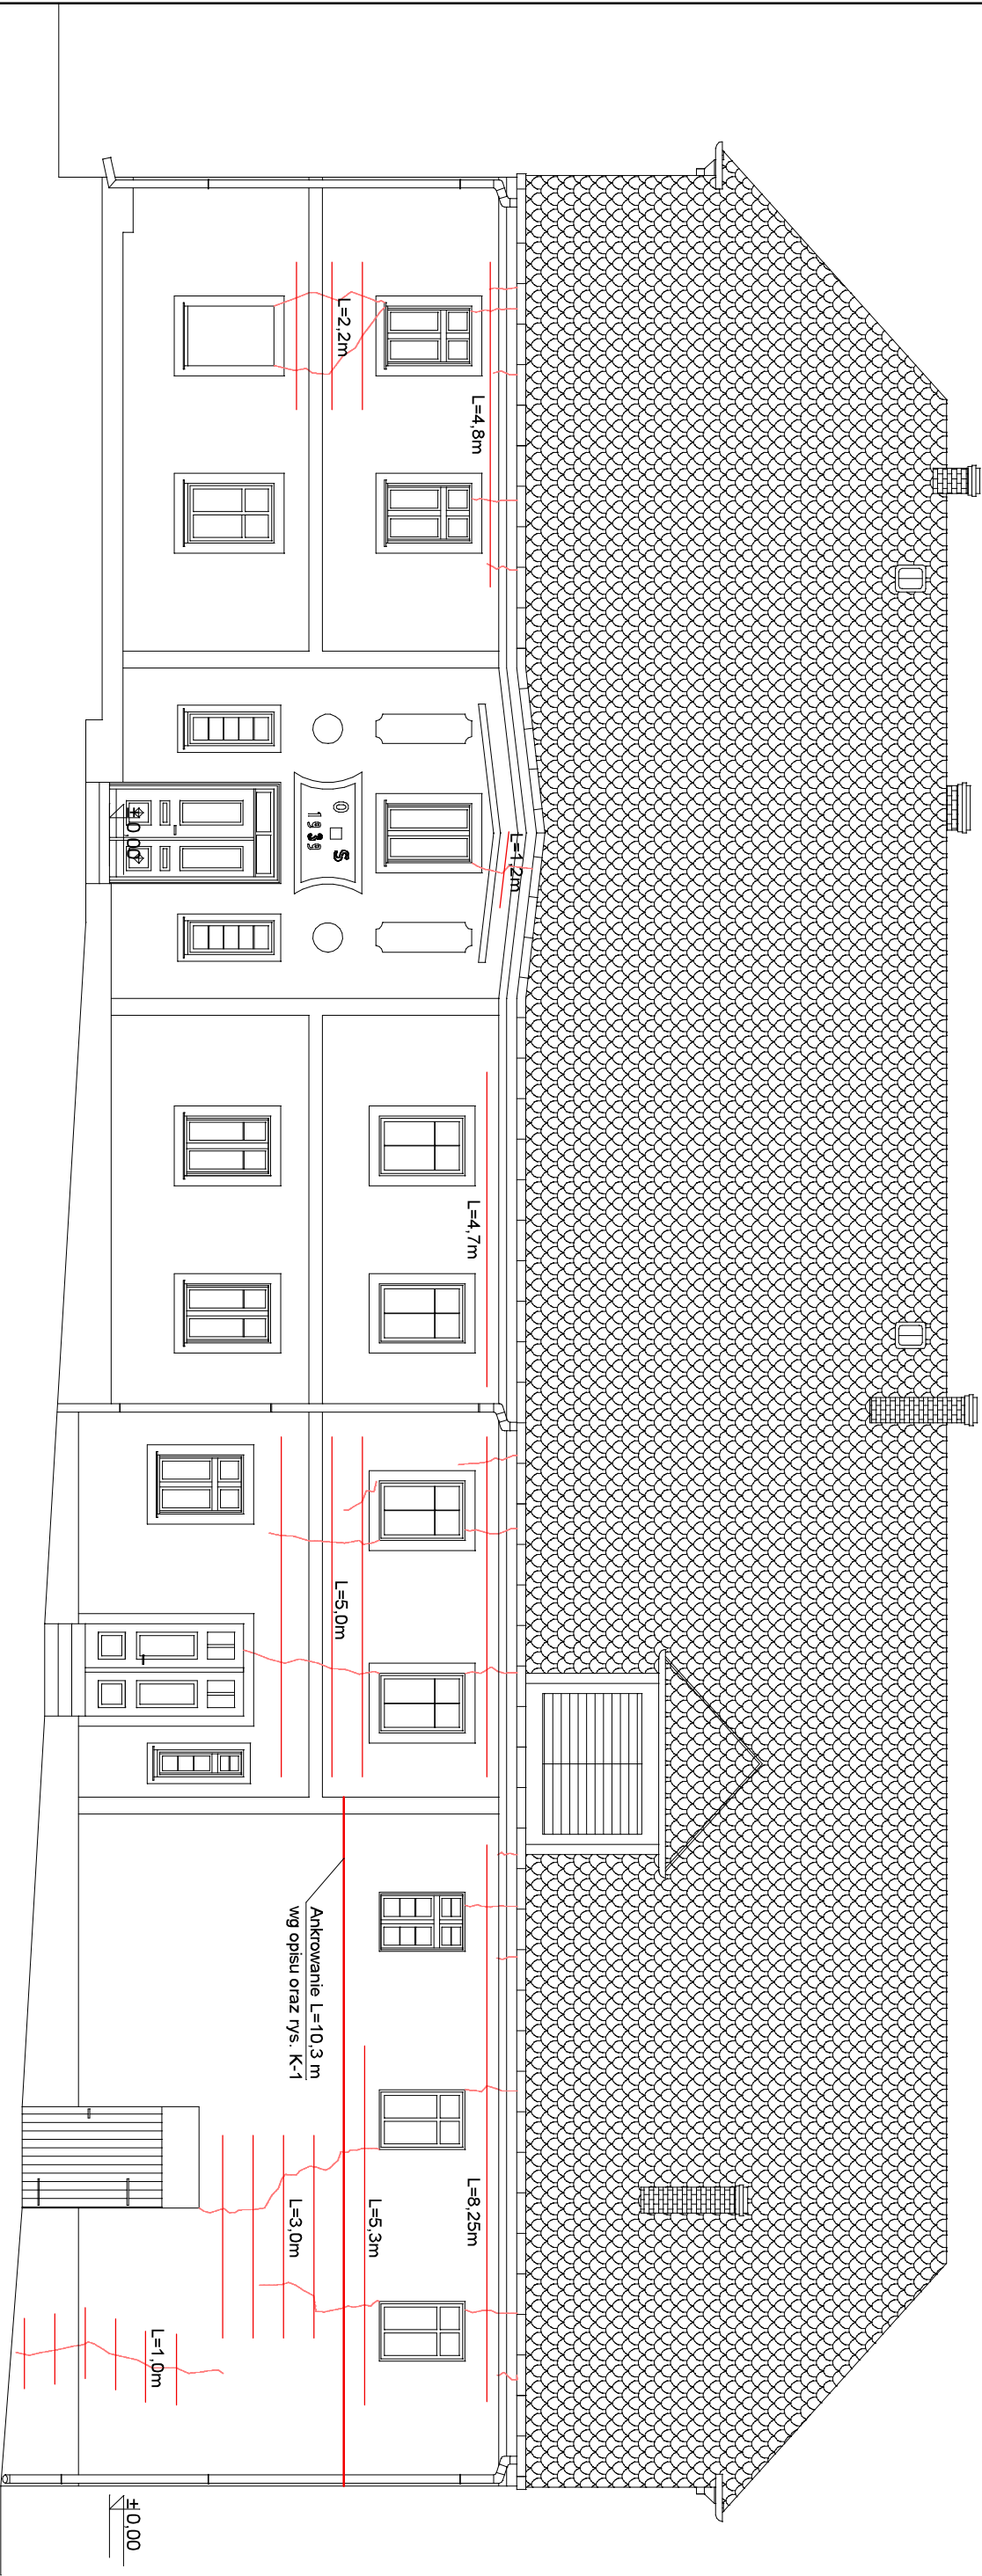 L=4,8m
L=2,2m
L=1,2m
O S
1939
±0,00
L=4,7m
L=5,0m
Ankrowanie L=10,3 m
wg opisu oraz rys. K-1
L=8,25m
L=5,3m
L=3,0m
L=1,0m
±0,00